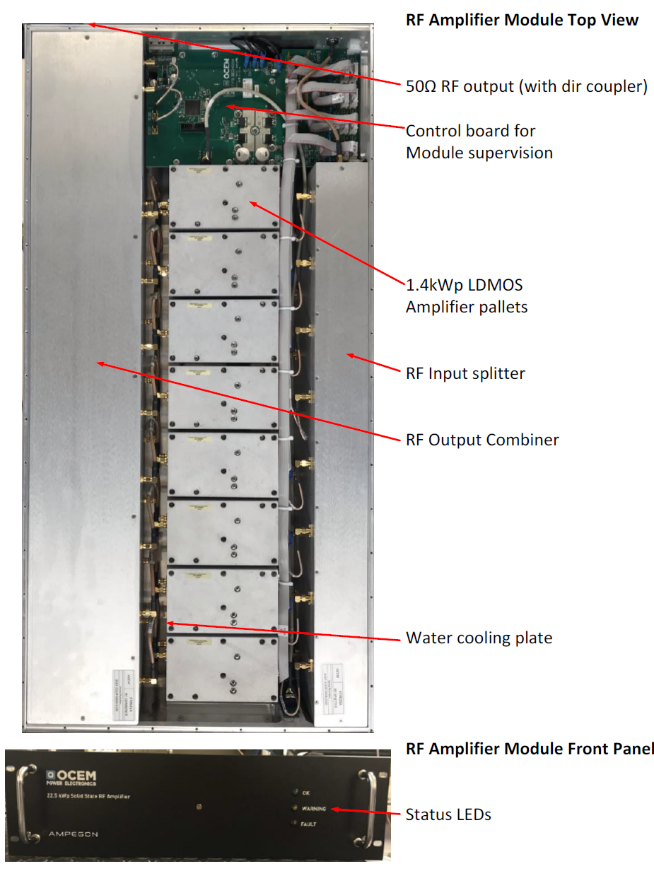 RF Amplifier Module Top View
50Ω RF output (with dir coupler)
Control board for
Module supervision
OCEM
1.4kWp LDMOS
Amplifier pallets
RF Input splitter
RF Output Combiner
Water cooling plate
RF Amplifier Module Front Panel
OCEM
POWER ELECTRONICS
22.5 kWp Solid State RF Amplifier
OK
WARNING
FAULT
AMPEGON
Status LEDs